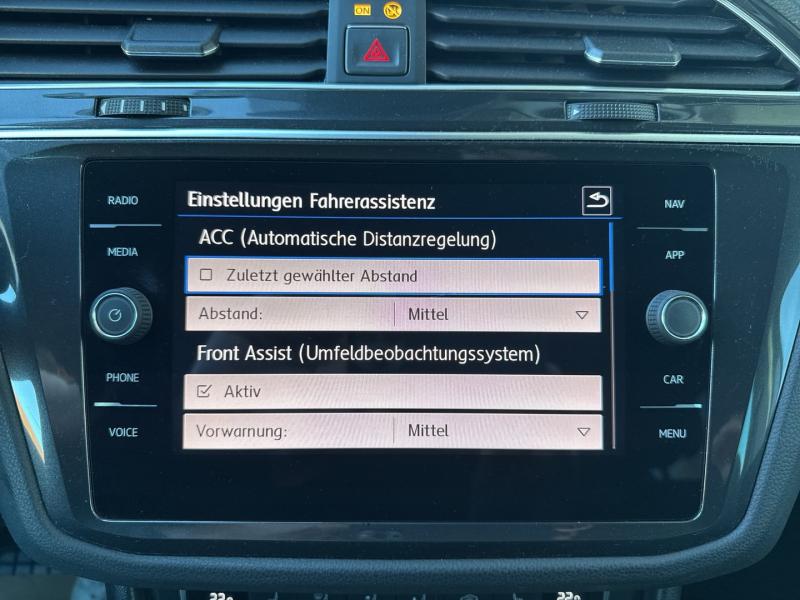 ON
RADIO
MEDIA
PHONE
VOICE
Einstellungen Fahrerassistenz
ACC (Automatische Distanzregelung)
Zuletzt gewählter Abstand
Abstand: Mittel
Front Assist (Umfeldbeobachtungssystem)
Aktiv
Vorwarnung: Mittel
NAV
APP
CAR
MENU